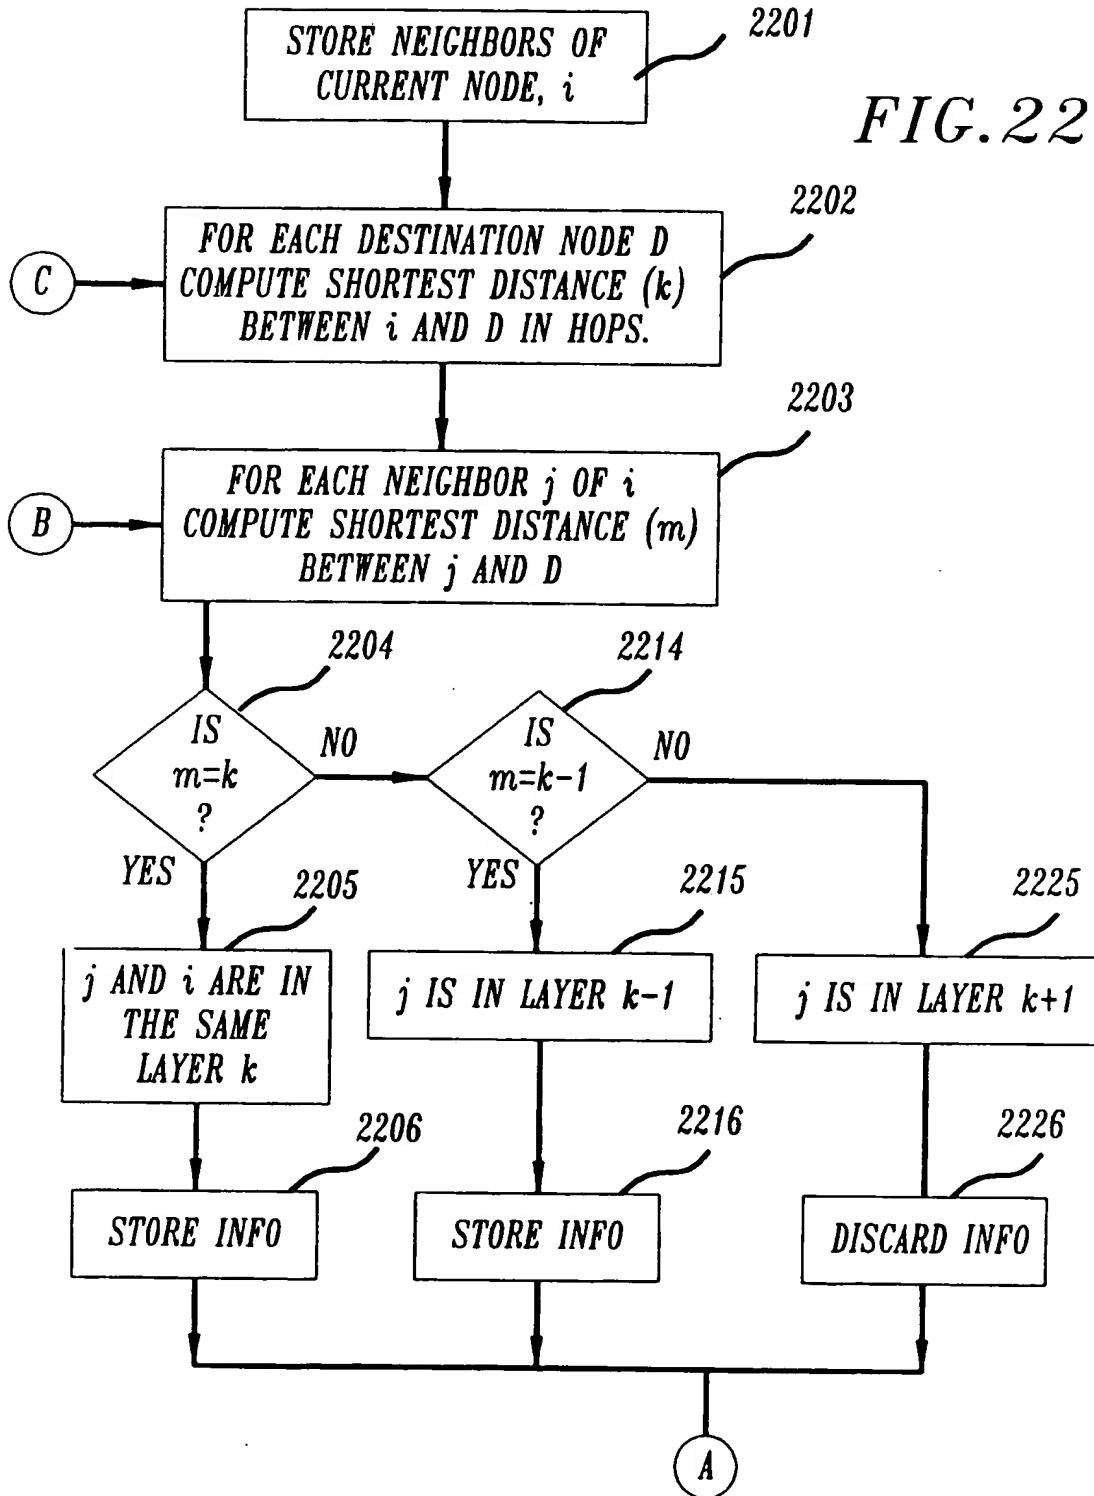 2201
STORE NEIGHBORS OF
CURRENT NODE, i
FIG.22
2202
FOR EACH DESTINATION NODE D
COMPUTE SHORTEST DISTANCE (k)
BETWEEN i AND D IN HOPS.
C
2203
FOR EACH NEIGHBOR j OF i
COMPUTE SHORTEST DISTANCE (m)
BETWEEN j AND D
B
2204
IS
m=k
?
NO
YES
2214
IS
m=k-1
?
NO
YES
2205
j AND i ARE IN
THE SAME
LAYER k
2215
j IS IN LAYER k-1
2225
j IS IN LAYER k+1
2206
STORE INFO
2216
STORE INFO
2226
DISCARD INFO
A